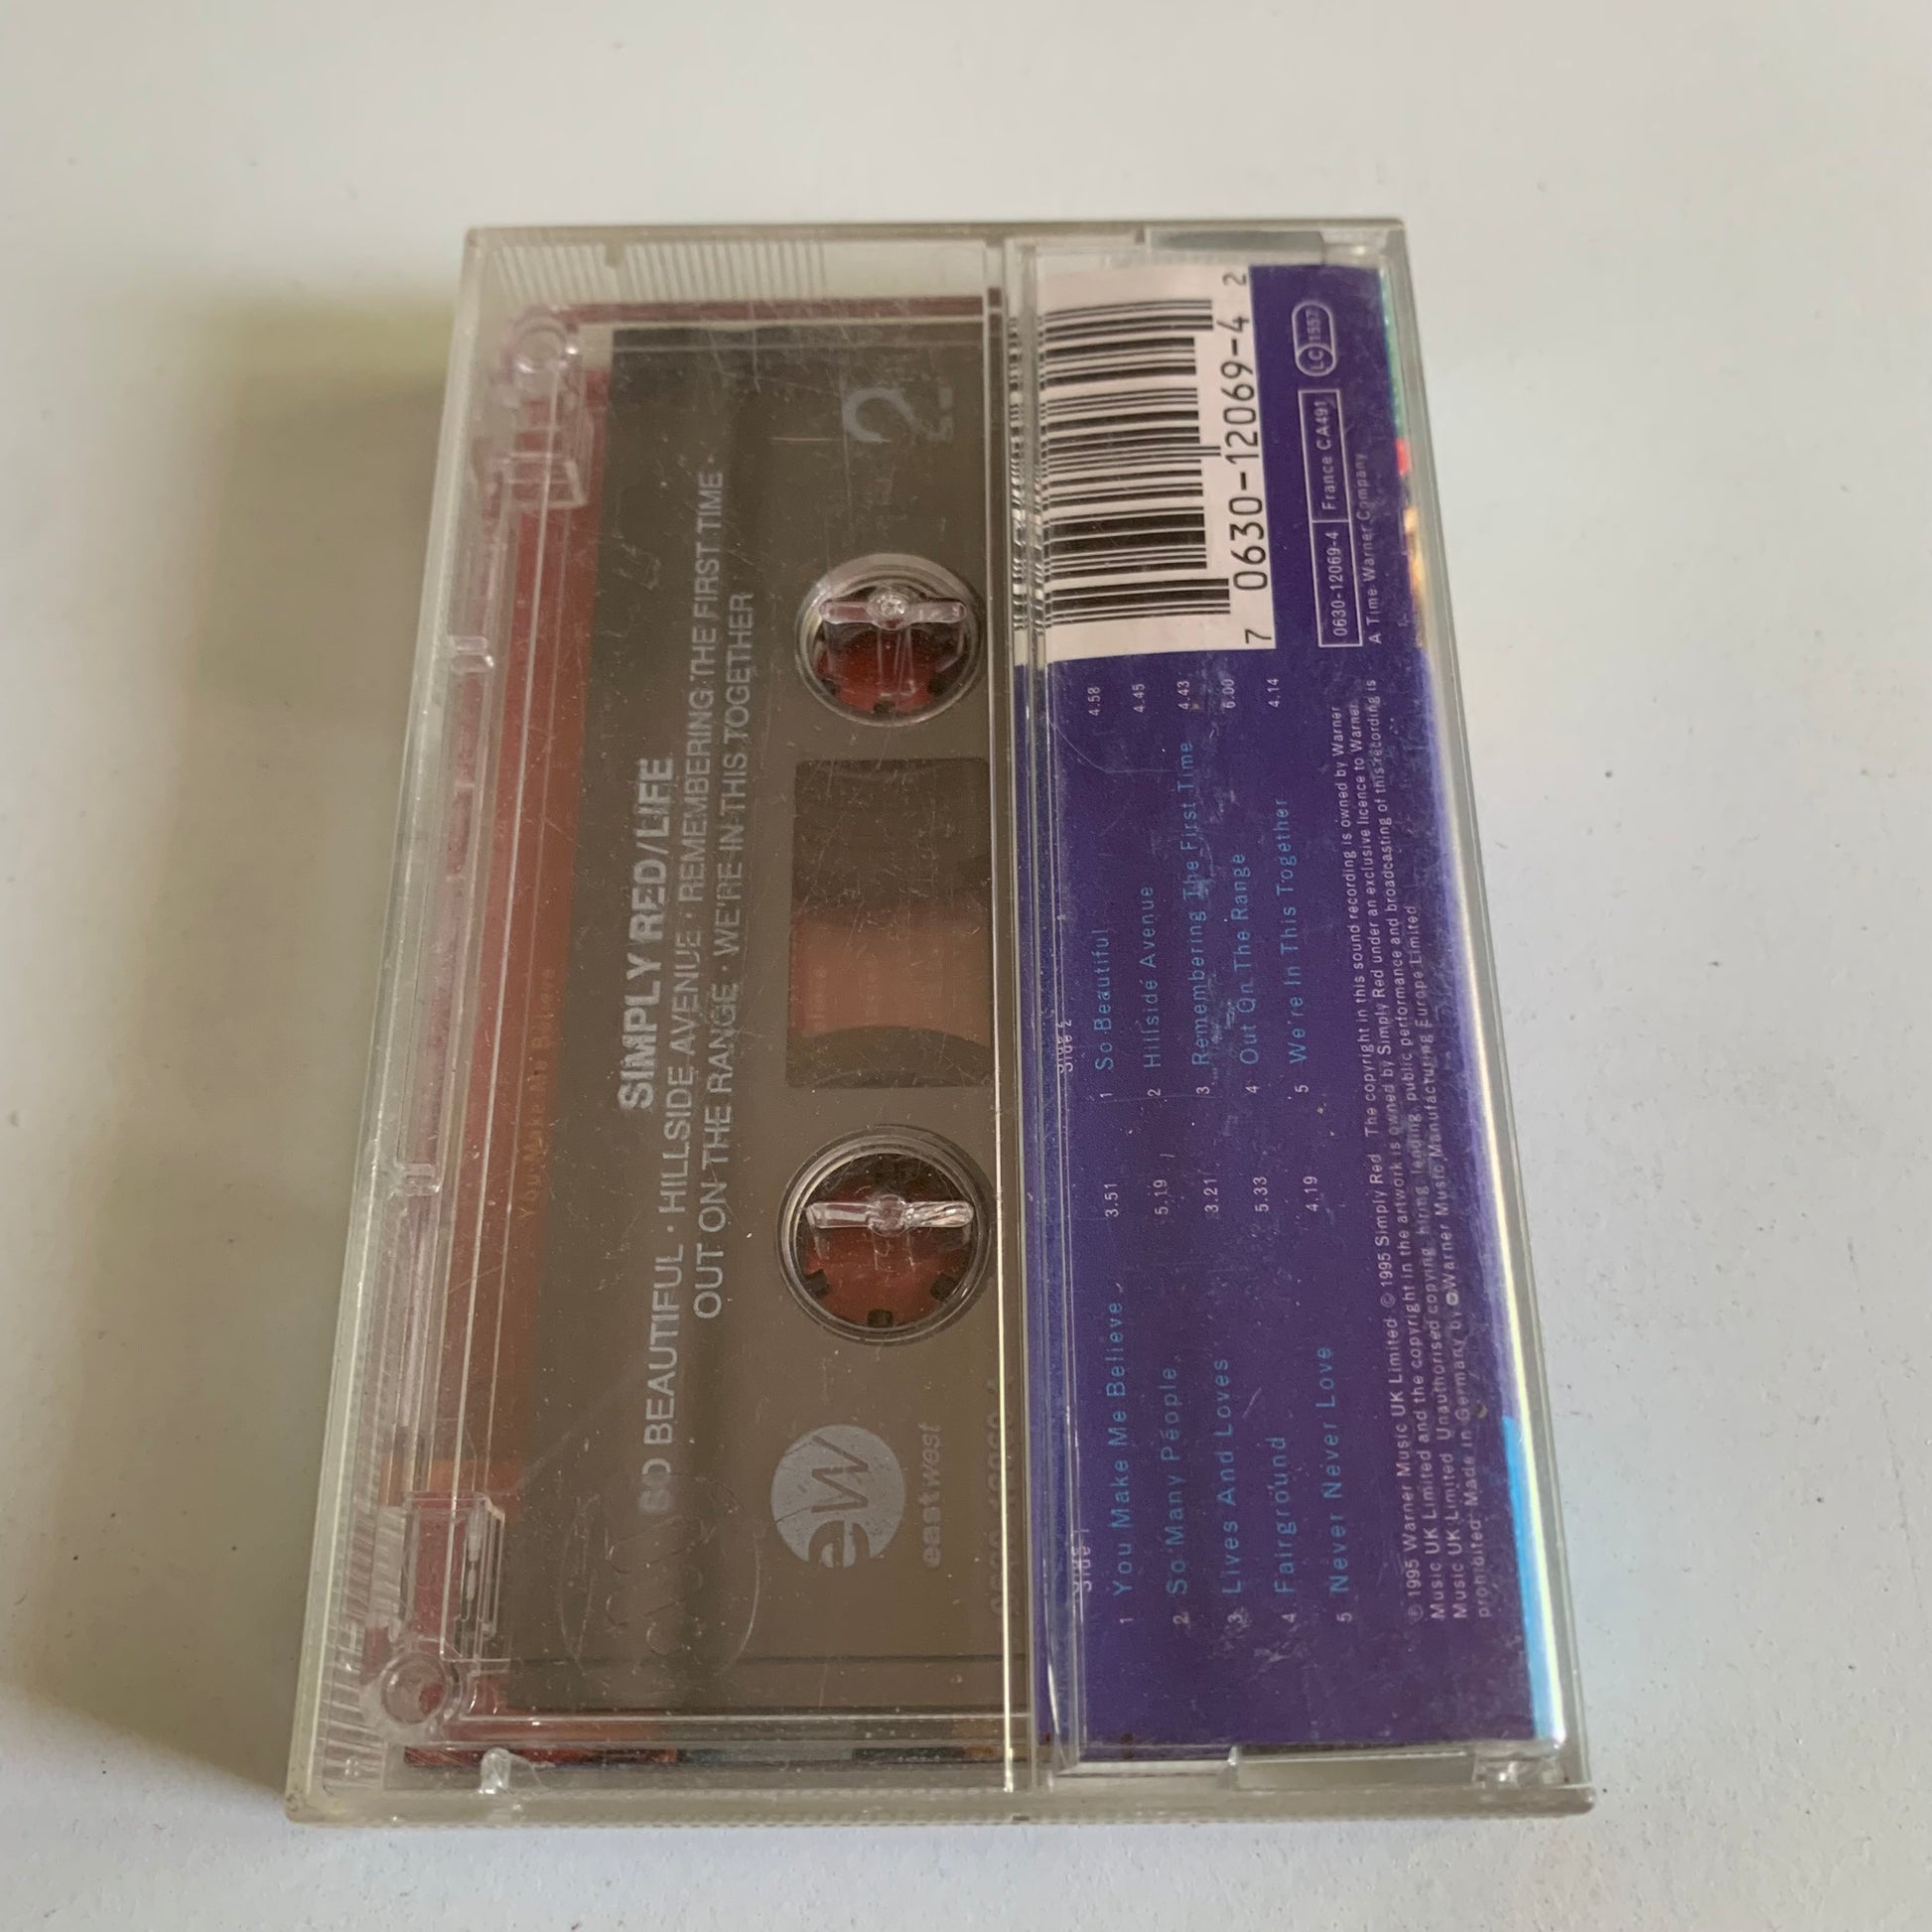 SIMPLY RED/LIFE
SO BEAUTIFUL · HILLSIDE AVENUE · REMEMBERING THE FIRST TIME ·
OUT ON THE RANGE · WE'RE IN THIS TOGETHER
2
ew
eastwest
You Make Me Believe
Side 1
1 You Make Me Believe 3.51
2 So Many People 5.19
3 Lives And Loves 3.21
4 Fairground 5.33
5 Never Never Love 4.19
Side 2
1 So Beautiful 4.58
2 Hillside Avenue 4.45
3 Remembering The First Time 4.43
4 Out On The Range 6.00
5 We're In This Together 4.14
℗ 1995 Warner Music UK Limited © 1995 Simply Red The copyright in this sound recording is owned by Warner
Music UK Limited and the copyright in the artwork is owned by Simply Red under an exclusive licence to Warner
Music UK Limited Unauthorised copying, hiring, lending, public performance and broadcasting of this recording is
prohibited. Made in Germany by Warner Music Manufacturing Europe Limited
7 0630-12069-4 2
0630-12069-4 France CA491
LC 1557
A Time Warner Company